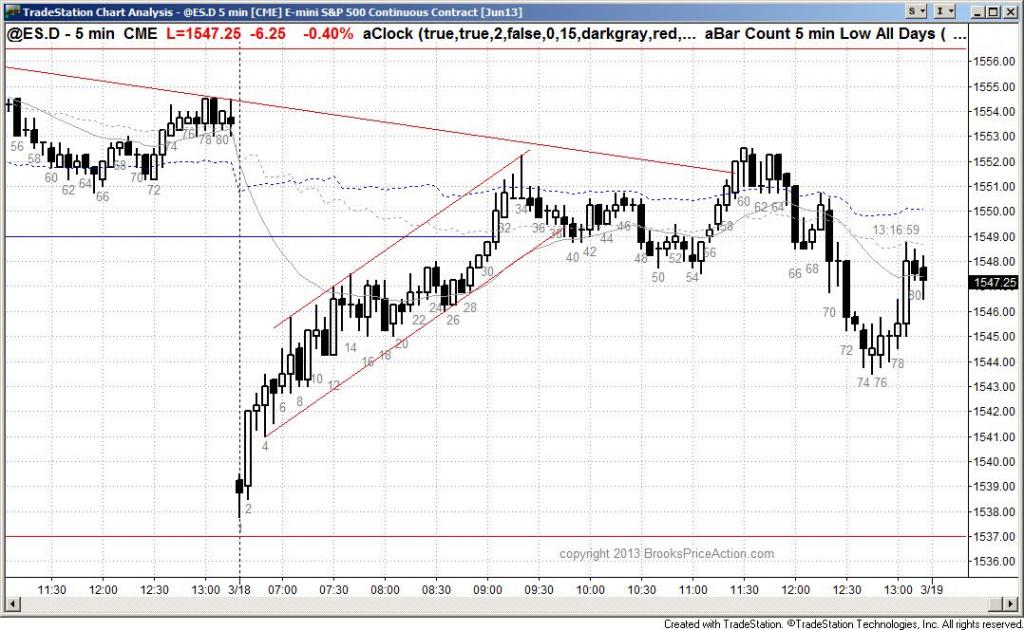 TradeStation Chart Analysis - @ES.D 5 min [CME] E-mini S&P 500 Continuous Contract [Jun13]
S I
@ES.D - 5 min CME L=1547.25 -6.25 -0.40% aClock (true,true,2,false,0,15,darkgray,red,... aBar Count 5 min Low All Days ( ...
1556.00
1555.00
1554.00
1553.00
1552.00
1551.00
1550.00
1549.00
1548.00
1547.25
1546.00
1545.00
1544.00
1543.00
1542.00
1541.00
1540.00
1539.00
1538.00
1537.00
1536.00
56 58 60 62 64 66 68 70 72 74 76 78 80
2 4 6 8 10 12 14 16 18 20 22 24 26 28 30 32 34 36 38 40 42 44 46 48 50 52 54 56 58 60 62 64 66 68 70 72 74 76 78 80
13:16:59
copyright 2013 BrooksPriceAction.com
11:30 12:00 12:30 13:00 3/18 07:00 07:30 08:00 08:30 09:00 09:30 10:00 10:30 11:00 11:30 12:00 12:30 13:00 3/19
Created with TradeStation. ©TradeStation Technologies, Inc. All rights reserved.